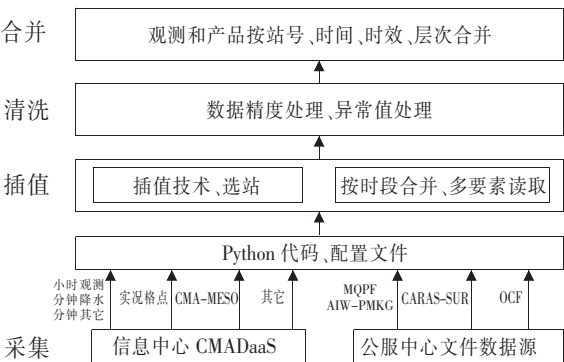 合并
观测和产品按站号、时间、时效、层次合并
清洗
数据精度处理、异常值处理
插值
插值技术、选站
按时段合并、多要素读取
Python 代码、配置文件
小时观测
分钟降水
分钟其它
实况格点
CMA-MESO
其它
MQPF
AIW-PMKG
CARAS-SUR
OCF
采集
信息中心 CMADaaS
公服中心文件数据源